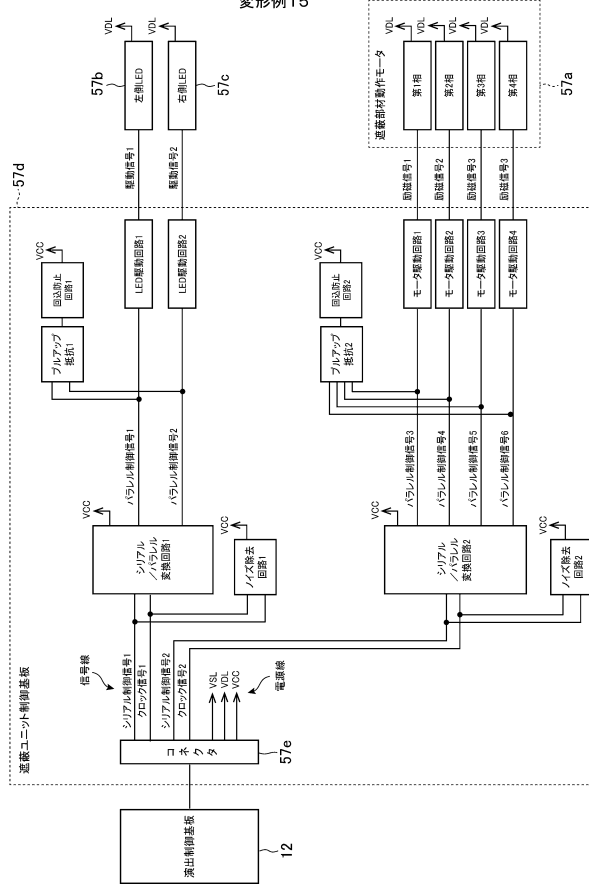 変形例15
遮蔽ユニット制御基板
57d
演出制御基板
12
コネクタ
57e
信号線
シリアル制御信号1
クロック信号1
シリアル制御信号2
クロック信号2
VSL
VDL
VCC
電源線
シリアル
/パラレル
変換回路1
VCC
ノイズ除去
回路1
VCC
パラレル制御信号1
パラレル制御信号2
プルアップ
抵抗1
回込防止
回路1
VCC
LED駆動回路1
LED駆動回路2
駆動信号1
駆動信号2
左側LED
VDL
57b
右側LED
VDL
57c
シリアル
/パラレル
変換回路2
VCC
ノイズ除去
回路2
VCC
パラレル制御信号3
パラレル制御信号4
パラレル制御信号5
パラレル制御信号6
プルアップ
抵抗2
回込防止
回路2
VCC
モータ駆動回路1
モータ駆動回路2
モータ駆動回路3
モータ駆動回路4
励磁信号1
励磁信号2
励磁信号3
励磁信号3
遮蔽部材動作モータ
第1相
VDL
第2相
VDL
第3相
VDL
第4相
VDL
57a